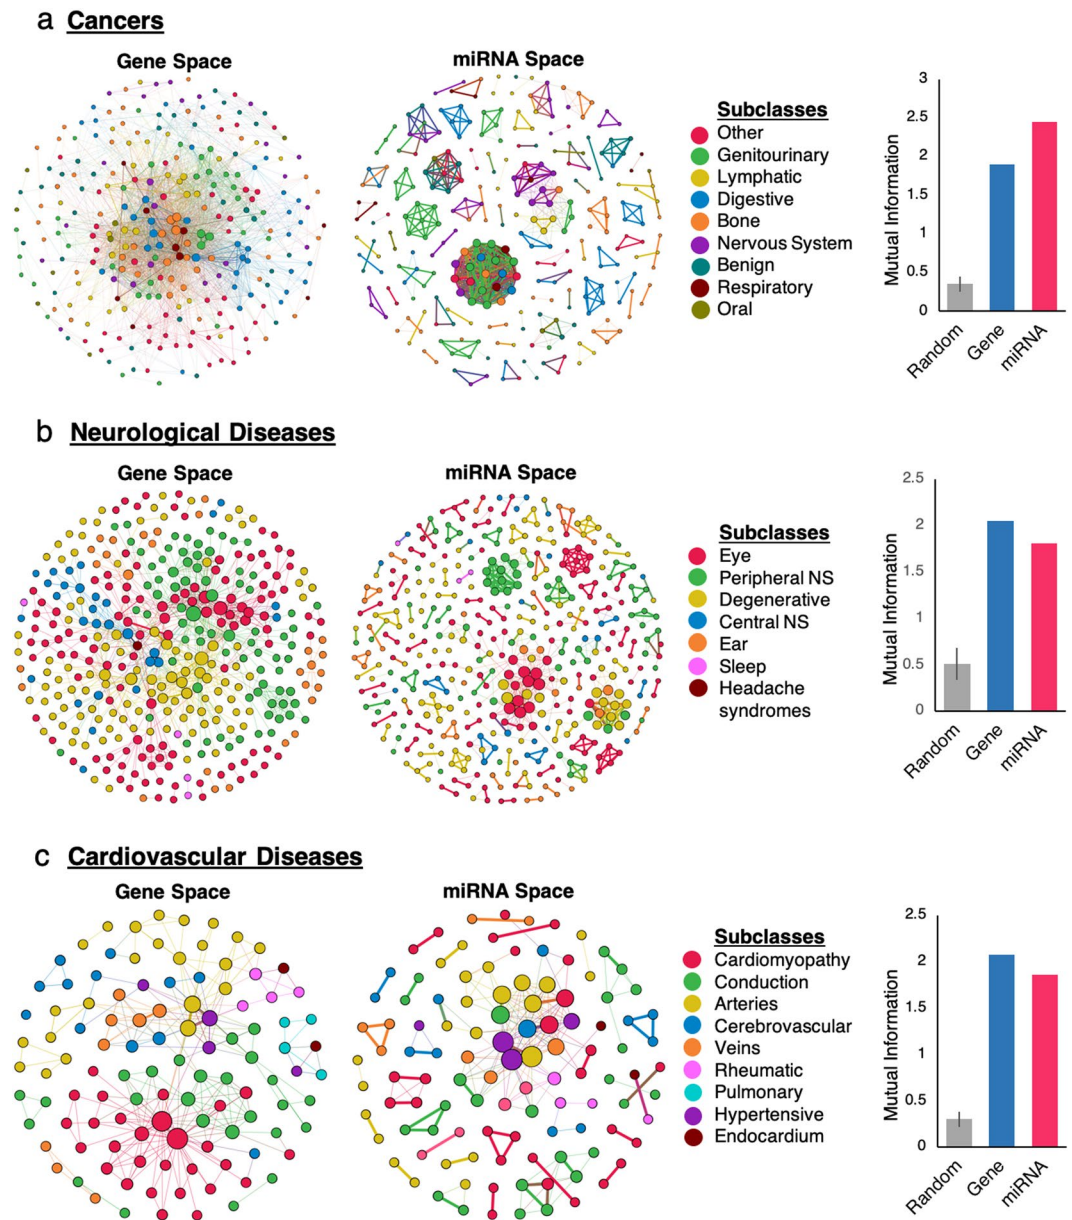 a Cancers
Gene Space
miRNA Space
Subclasses
Other
Genitourinary
Lymphatic
Digestive
Bone
Nervous System
Benign
Respiratory
Oral
Mutual Information
3
2.5
2
1.5
1
0.5
0
Random
Gene
miRNA
b Neurological Diseases
Gene Space
miRNA Space
Subclasses
Eye
Peripheral NS
Degenerative
Central NS
Ear
Sleep
Headache
syndromes
Mutual Information
2.5
2
1.5
1
0.5
0
Random
Gene
miRNA
c Cardiovascular Diseases
Gene Space
miRNA Space
Subclasses
Cardiomyopathy
Conduction
Arteries
Cerebrovascular
Veins
Rheumatic
Pulmonary
Hypertensive
Endocardium
Mutual Information
2.5
2
1.5
1
0.5
0
Random
Gene
miRNA